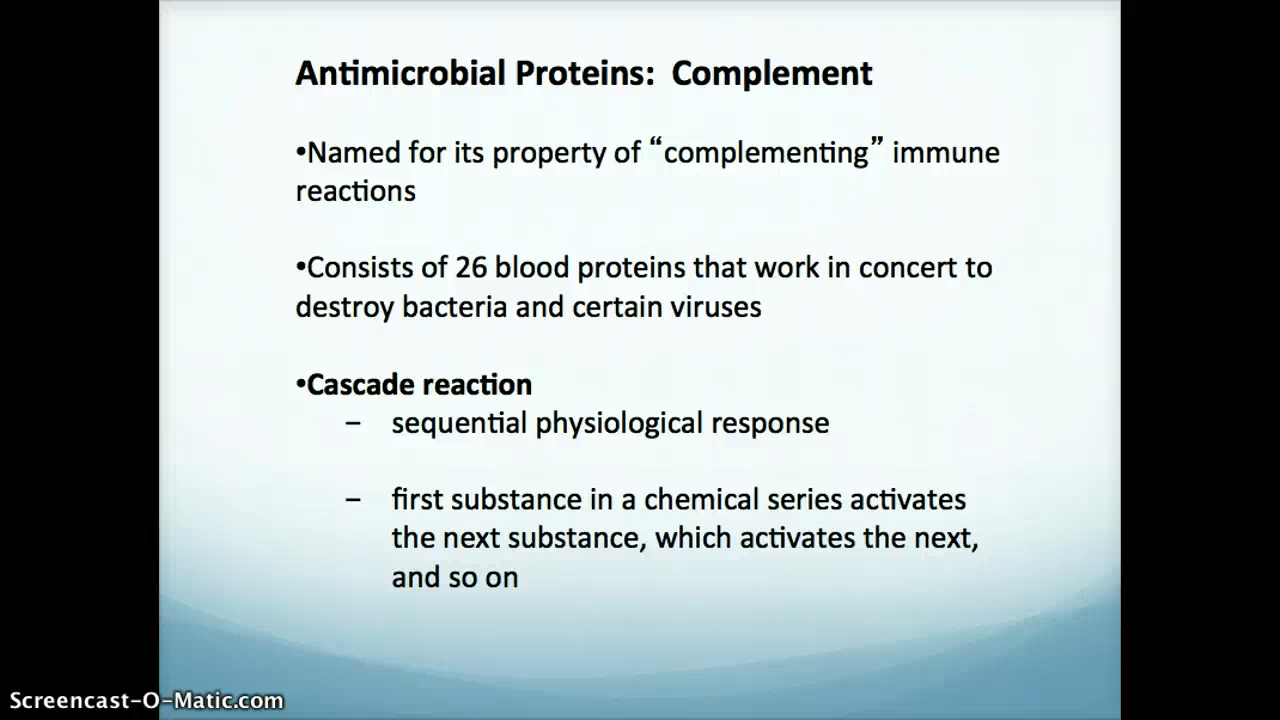 Antimicrobial Proteins:  Complement
•Named for its property of “complementing” immune
reactions
•Consists of 26 blood proteins that work in concert to
destroy bacteria and certain viruses
•Cascade reaction
– sequential physiological response
– first substance in a chemical series activates
the next substance, which activates the next,
and so on
Screencast-O-Matic.com